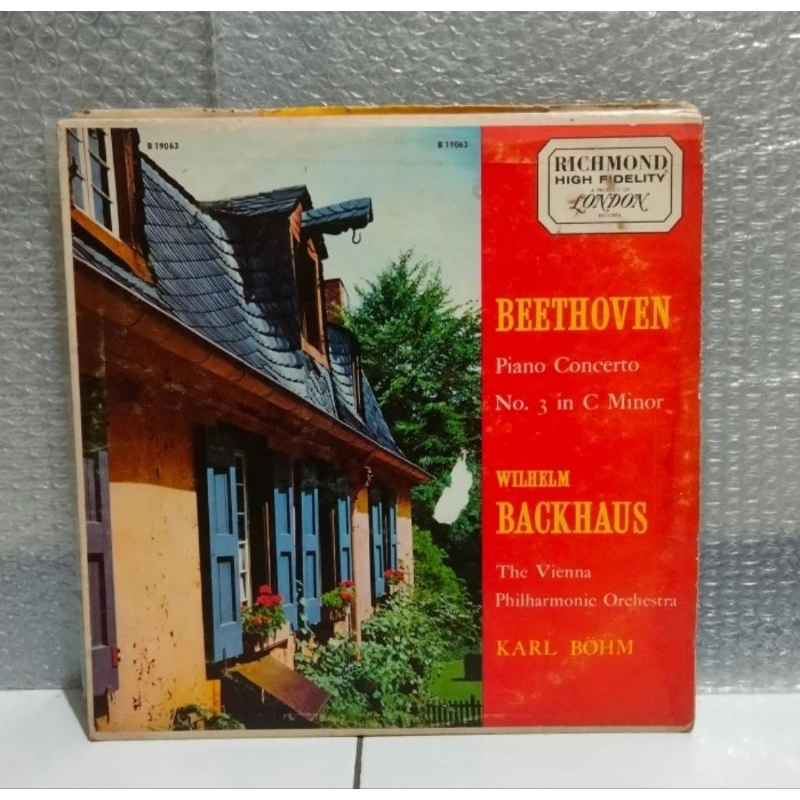 B 19063
B 19063
RICHMOND
HIGH FIDELITY
A PRODUCT OF
LONDON
RECORDS
BEETHOVEN
Piano Concerto
No. 3 in C Minor
WILHELM
BACKHAUS
The Vienna
Philharmonic Orchestra
KARL BÖHM